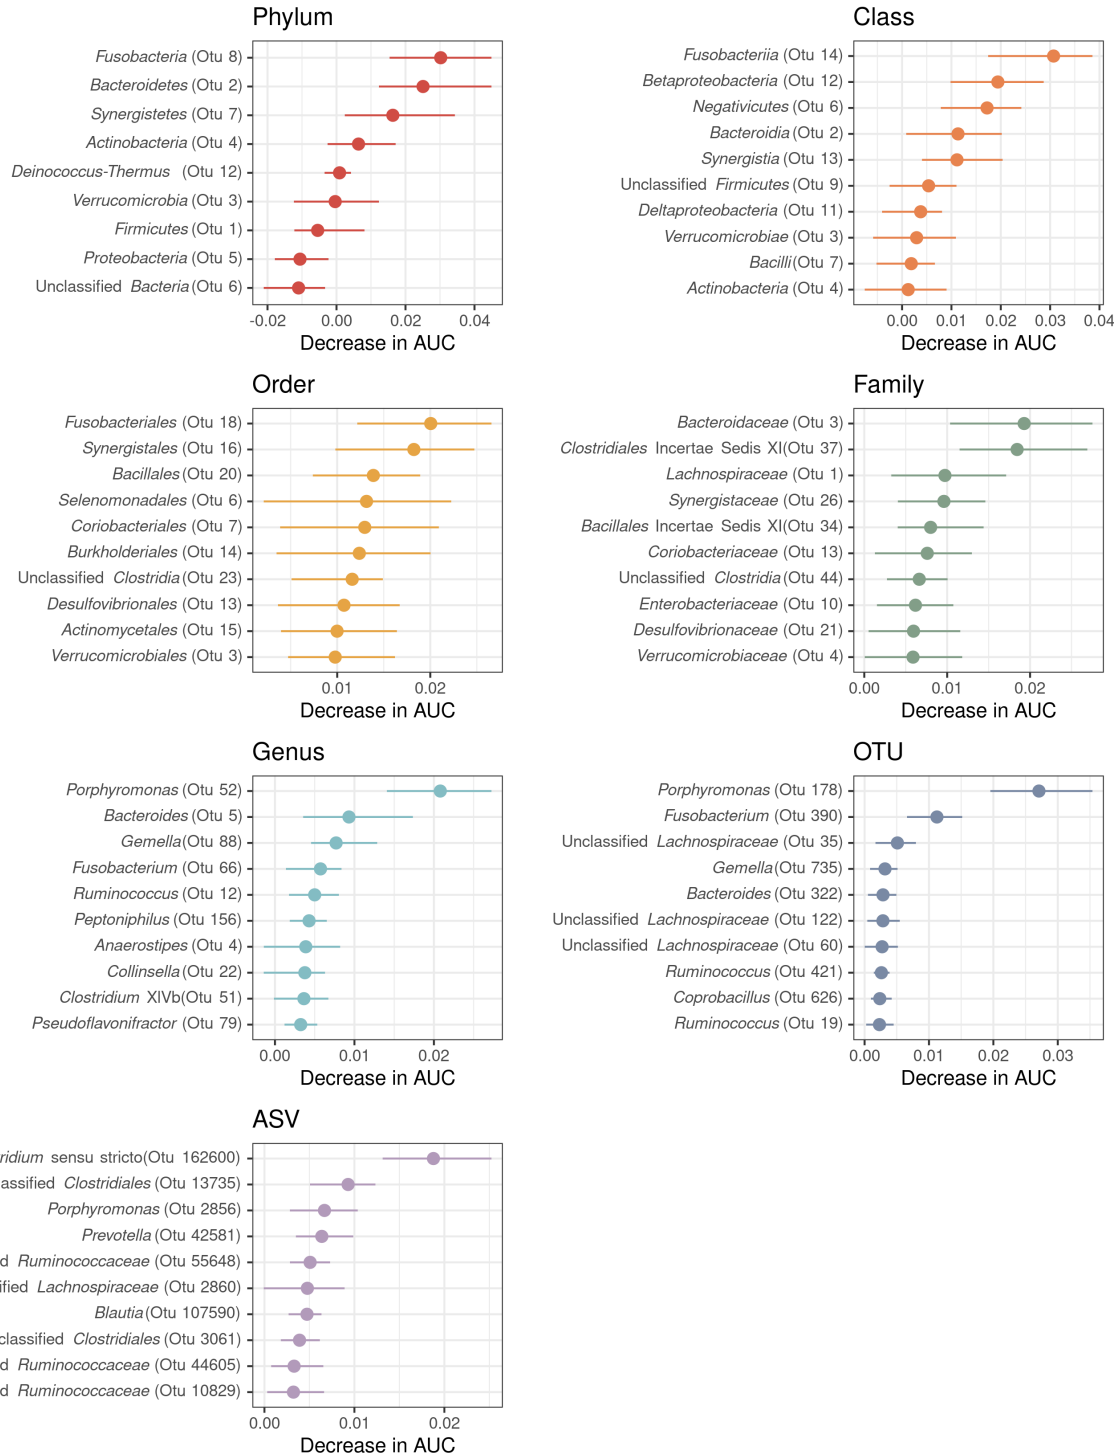 Phylum
Fusobacteria (Otu 8)
Bacteroidetes (Otu 2)
Synergistetes (Otu 7)
Actinobacteria (Otu 4)
Deinococcus-Thermus (Otu 12)
Verrucomicrobia (Otu 3)
Firmicutes (Otu 1)
Proteobacteria (Otu 5)
Unclassified Bacteria(Otu 6)
-0.02 0.00 0.02 0.04
Decrease in AUC
Class
Fusobacteriia (Otu 14)
Betaproteobacteria (Otu 12)
Negativicutes (Otu 6)
Bacteroidia (Otu 2)
Synergistia (Otu 13)
Unclassified Firmicutes (Otu 9)
Deltaproteobacteria (Otu 11)
Verrucomicrobiae (Otu 3)
Bacilli(Otu 7)
Actinobacteria (Otu 4)
0.00 0.01 0.02 0.03 0.04
Decrease in AUC
Order
Fusobacteriales (Otu 18)
Synergistales (Otu 16)
Bacillales (Otu 20)
Selenomonadales (Otu 6)
Coriobacteriales (Otu 7)
Burkholderiales (Otu 14)
Unclassified Clostridia (Otu 23)
Desulfovibrionales (Otu 13)
Actinomycetales (Otu 15)
Verrucomicrobiales (Otu 3)
0.01 0.02
Decrease in AUC
Family
Bacteroidaceae (Otu 3)
Clostridiales Incertae Sedis XI(Otu 37)
Lachnospiraceae (Otu 1)
Synergistaceae (Otu 26)
Bacillales Incertae Sedis XI(Otu 34)
Coriobacteriaceae (Otu 13)
Unclassified Clostridia (Otu 44)
Enterobacteriaceae (Otu 10)
Desulfovibrionaceae (Otu 21)
Verrucomicrobiaceae (Otu 4)
0.00 0.01 0.02
Decrease in AUC
Genus
Porphyromonas (Otu 52)
Bacteroides (Otu 5)
Gemella(Otu 88)
Fusobacterium (Otu 66)
Ruminococcus (Otu 12)
Peptoniphilus (Otu 156)
Anaerostipes (Otu 4)
Collinsella (Otu 22)
Clostridium XIVb(Otu 51)
Pseudoflavonifractor (Otu 79)
0.00 0.01 0.02
Decrease in AUC
OTU
Porphyromonas (Otu 178)
Fusobacterium (Otu 390)
Unclassified Lachnospiraceae (Otu 35)
Gemella(Otu 735)
Bacteroides (Otu 322)
Unclassified Lachnospiraceae (Otu 122)
Unclassified Lachnospiraceae (Otu 60)
Ruminococcus (Otu 421)
Coprobacillus (Otu 626)
Ruminococcus (Otu 19)
0.00 0.01 0.02 0.03
Decrease in AUC
ASV
ridium sensu stricto(Otu 162600)
assified Clostridiales (Otu 13735)
Porphyromonas (Otu 2856)
Prevotella (Otu 42581)
d Ruminococcaceae (Otu 55648)
ified Lachnospiraceae (Otu 2860)
Blautia(Otu 107590)
classified Clostridiales (Otu 3061)
d Ruminococcaceae (Otu 44605)
d Ruminococcaceae (Otu 10829)
0.00 0.01 0.02
Decrease in AUC